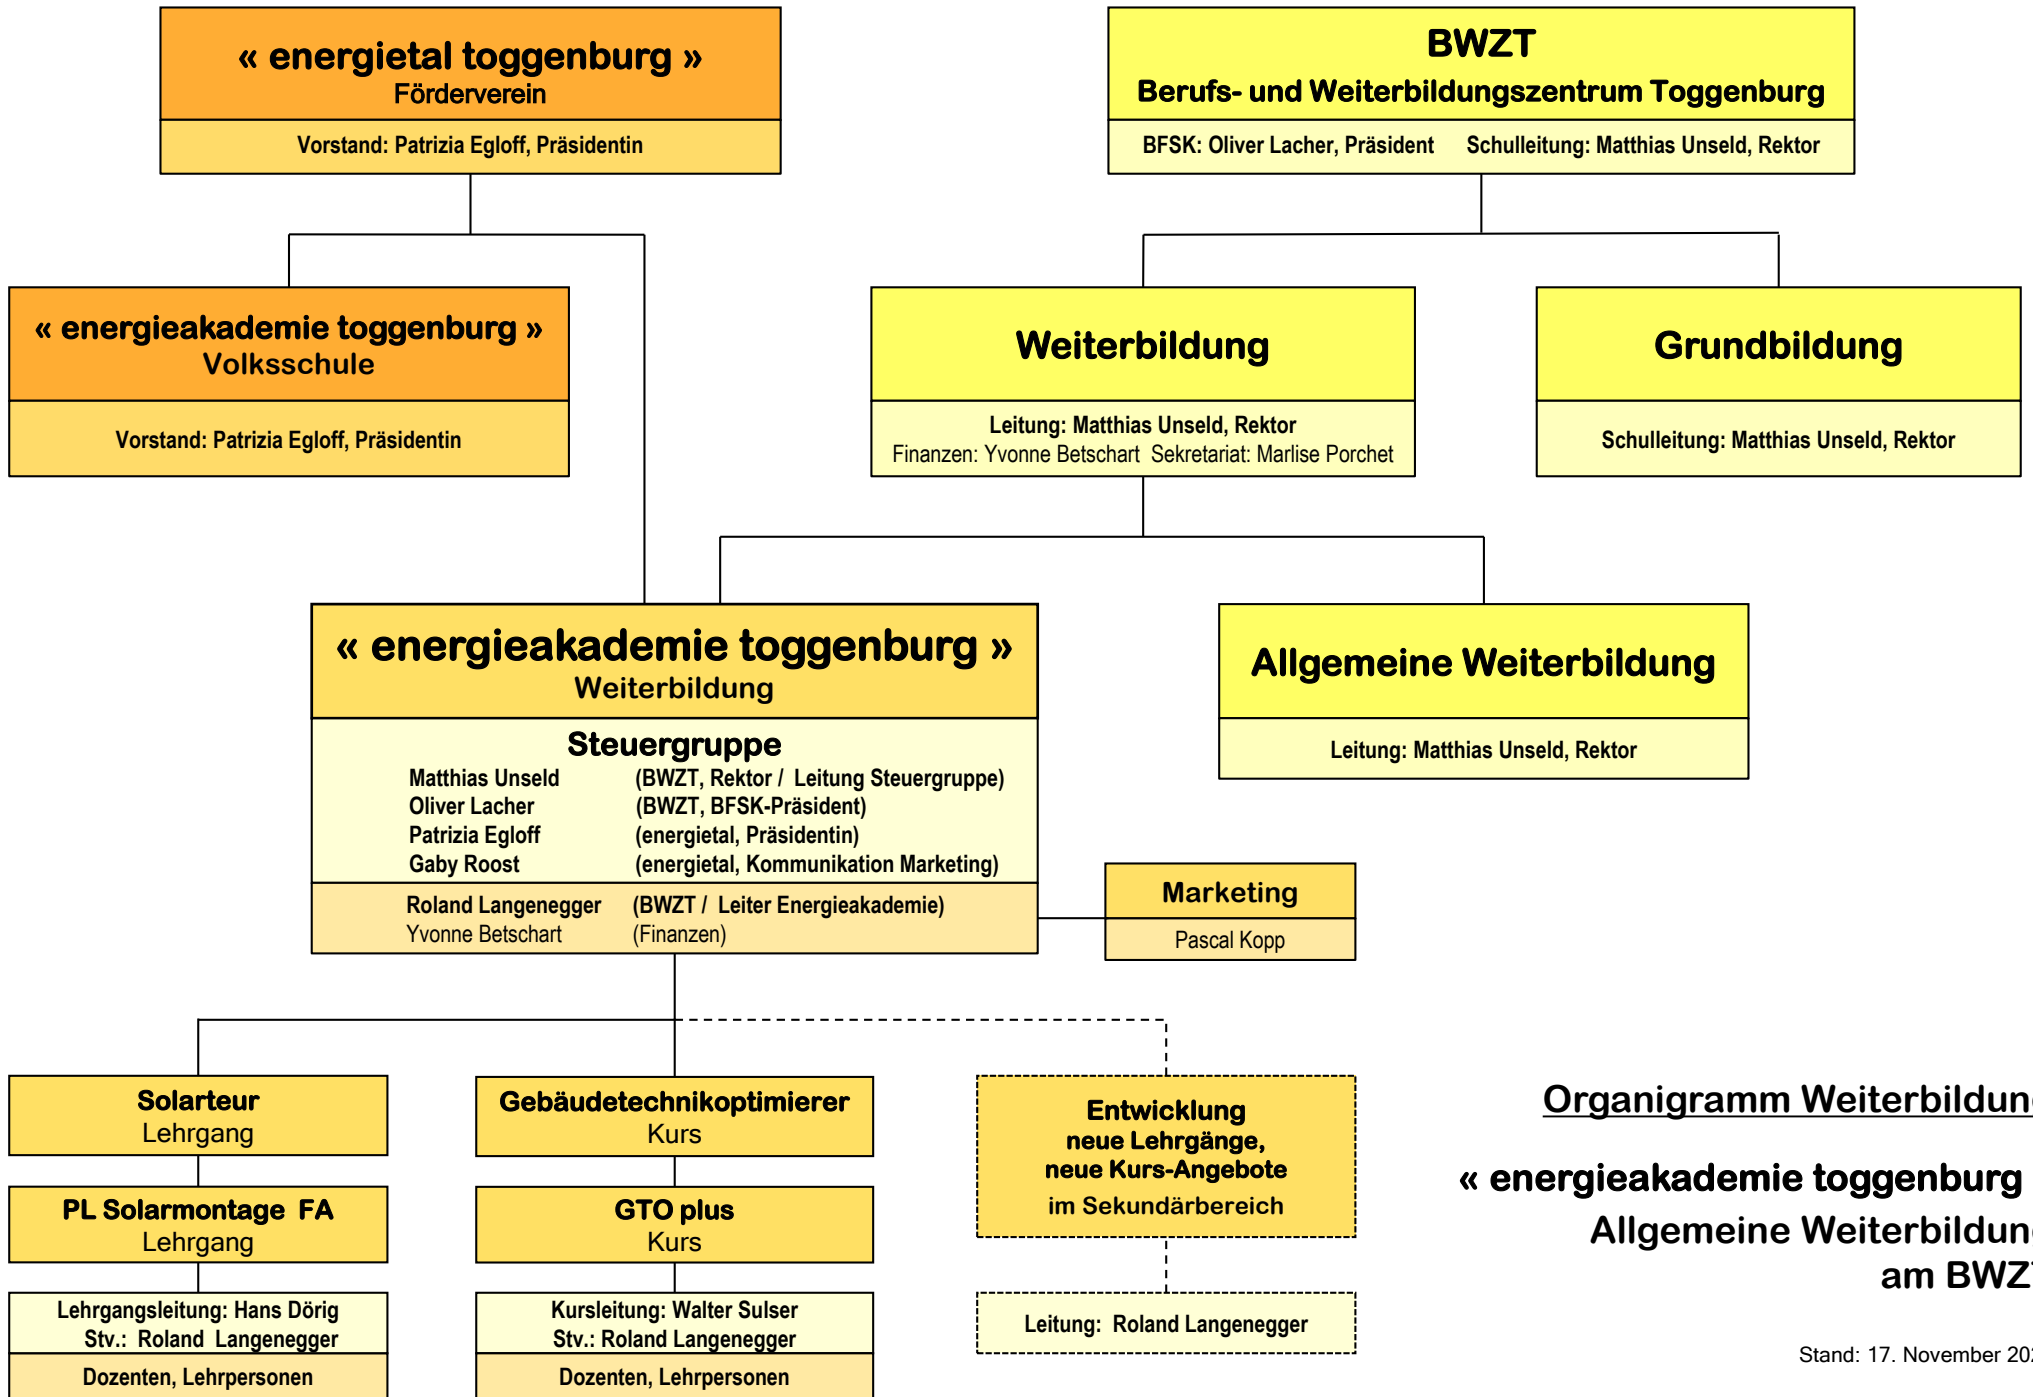 « energietal toggenburg »
Förderverein
Vorstand: Patrizia Egloff, Präsidentin
BWZT
Berufs- und Weiterbildungszentrum Toggenburg
BFSK: Oliver Lacher, Präsident Schulleitung: Matthias Unseld, Rektor
« energieakademie toggenburg »
Volksschule
Vorstand: Patrizia Egloff, Präsidentin
Weiterbildung
Leitung: Matthias Unseld, Rektor
Finanzen: Yvonne Betschart Sekretariat: Marlise Porchet
Grundbildung
Schulleitung: Matthias Unseld, Rektor
« energieakademie toggenburg »
Weiterbildung
Steuergruppe
Matthias Unseld (BWZT, Rektor / Leitung Steuergruppe)
Oliver Lacher (BWZT, BFSK-Präsident)
Patrizia Egloff (energietal, Präsidentin)
Gaby Roost (energietal, Kommunikation Marketing)
Roland Langenegger (BWZT / Leiter Energieakademie)
Yvonne Betschart (Finanzen)
Allgemeine Weiterbildung
Leitung: Matthias Unseld, Rektor
Marketing
Pascal Kopp
Solarteur
Lehrgang
PL Solarmontage FA
Lehrgang
Lehrgangsleitung: Hans Dörig
Stv.: Roland Langenegger
Dozenten, Lehrpersonen
Gebäudetechnikoptimierer
Kurs
GTO plus
Kurs
Kursleitung: Walter Sulser
Stv.: Roland Langenegger
Dozenten, Lehrpersonen
Entwicklung
neue Lehrgänge,
neue Kurs-Angebote
im Sekundärbereich
Leitung: Roland Langenegger
Organigramm Weiterbildung
« energieakademie toggenburg
Allgemeine Weiterbildung
am BWZT
Stand: 17. November